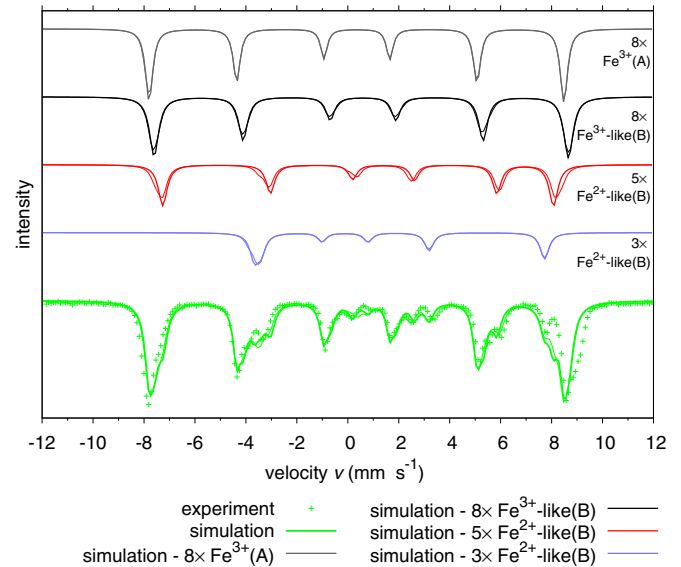 8×
Fe³⁺(A)
8×
Fe³⁺-like(B)
5×
Fe²⁺-like(B)
3×
Fe²⁺-like(B)
intensity
-12 -10 -8 -6 -4 -2 0 2 4 6 8 10 12
velocity v (mm s⁻¹)
experiment
simulation
simulation - 8× Fe³⁺(A)
simulation - 8× Fe³⁺-like(B)
simulation - 5× Fe²⁺-like(B)
simulation - 3× Fe²⁺-like(B)